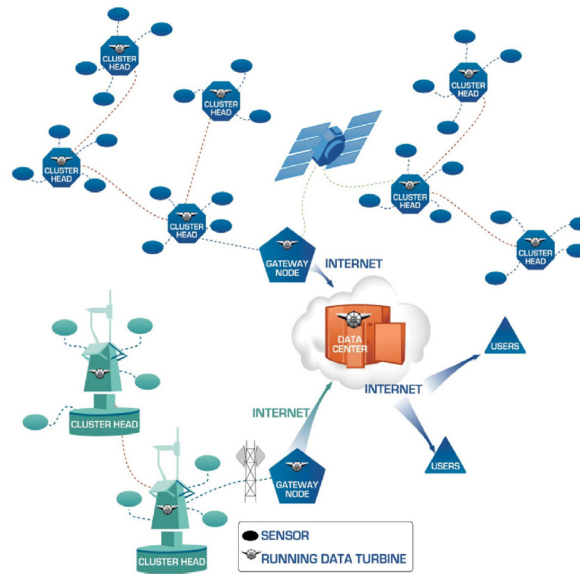 CLUSTER
HEAD
CLUSTER
HEAD
CLUSTER
HEAD
CLUSTER
HEAD
CLUSTER
HEAD
CLUSTER
HEAD
CLUSTER
HEAD
GATEWAY
NODE
INTERNET
DATA
CENTER
USERS
INTERNET
INTERNET
CLUSTER HEAD
USERS
GATEWAY
NODE
CLUSTER HEAD
SENSOR
RUNNING DATA TURBINE